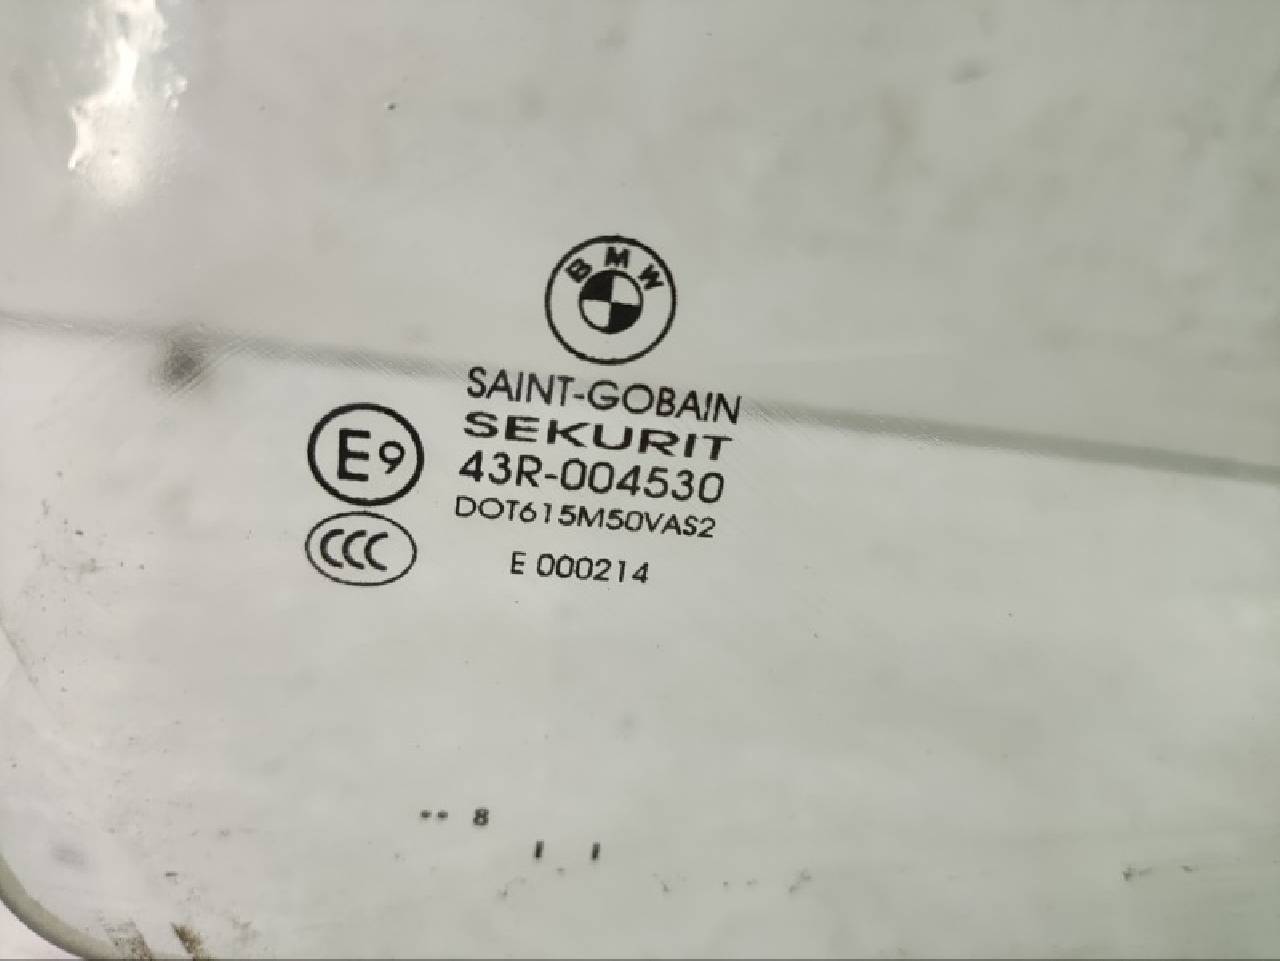 BMW
SAINT-GOBAIN
SEKURIT
E9
43R-004530
DOT615M50VAS2
CCC
E 000214
.. 8